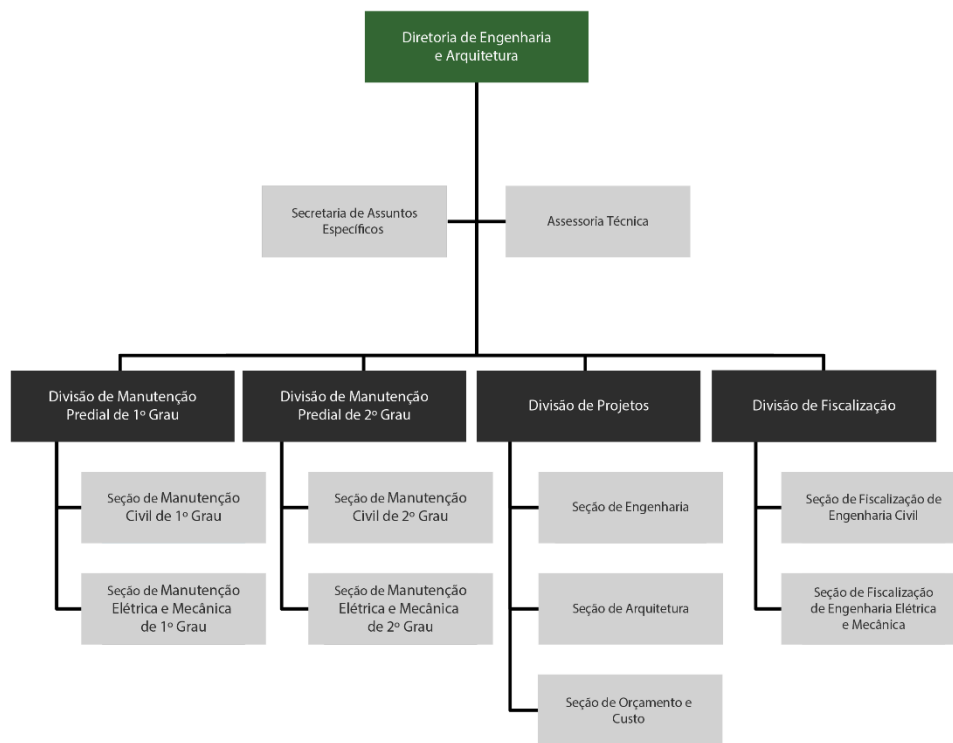 Diretoria de Engenharia
e Arquitetura
Secretaria de Assuntos
Específicos
Assessoria Técnica
Divisão de Manutenção
Predial de 1º Grau
Divisão de Manutenção
Predial de 2º Grau
Divisão de Projetos
Divisão de Fiscalização
Seção de Manutenção
Civil de 1º Grau
Seção de Manutenção
Civil de 2º Grau
Seção de Engenharia
Seção de Fiscalização de
Engenharia Civil
Seção de Manutenção
Elétrica e Mecânica
de 1º Grau
Seção de Manutenção
Elétrica e Mecânica
de 2º Grau
Seção de Arquitetura
Seção de Fiscalização
de Engenharia Elétrica
e Mecânica
Seção de Orçamento e
Custo